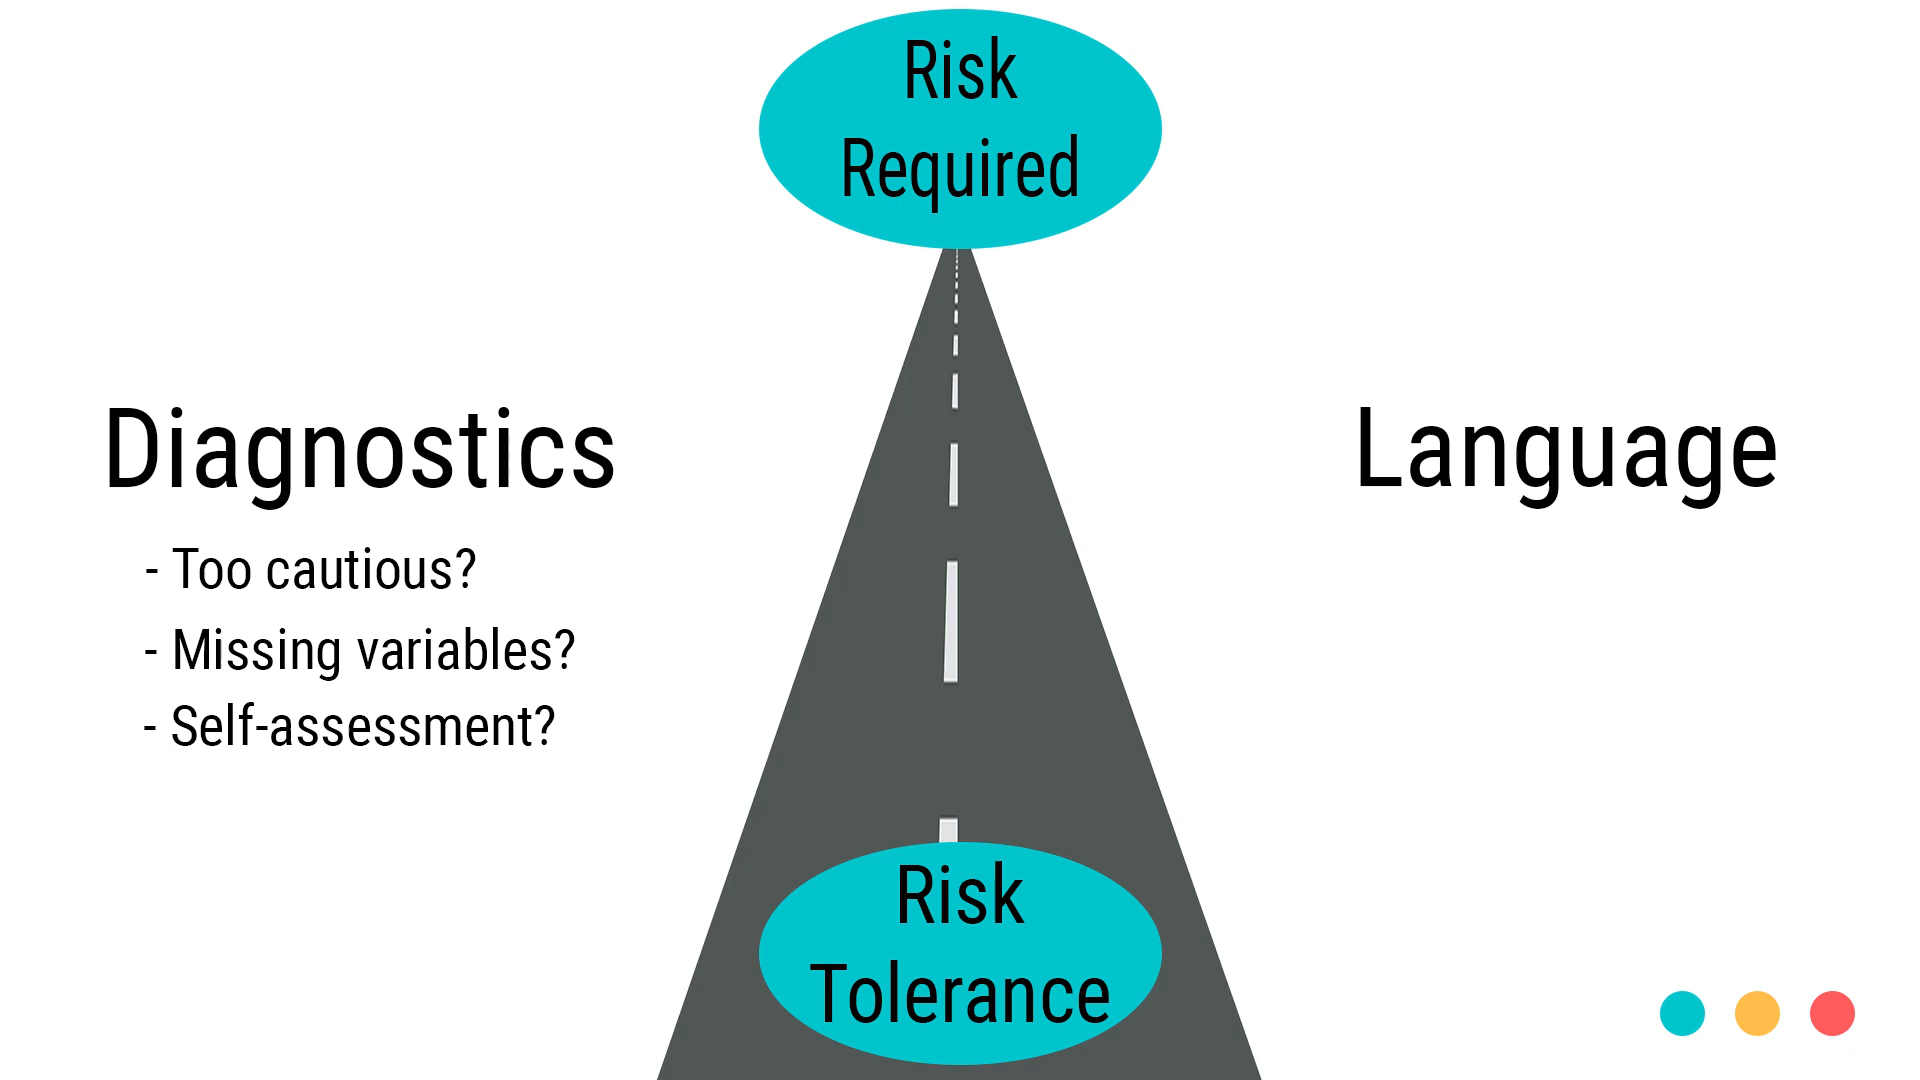 Risk
Required
Diagnostics
- Too cautious?
- Missing variables?
- Self-assessment?
Language
Risk
Tolerance